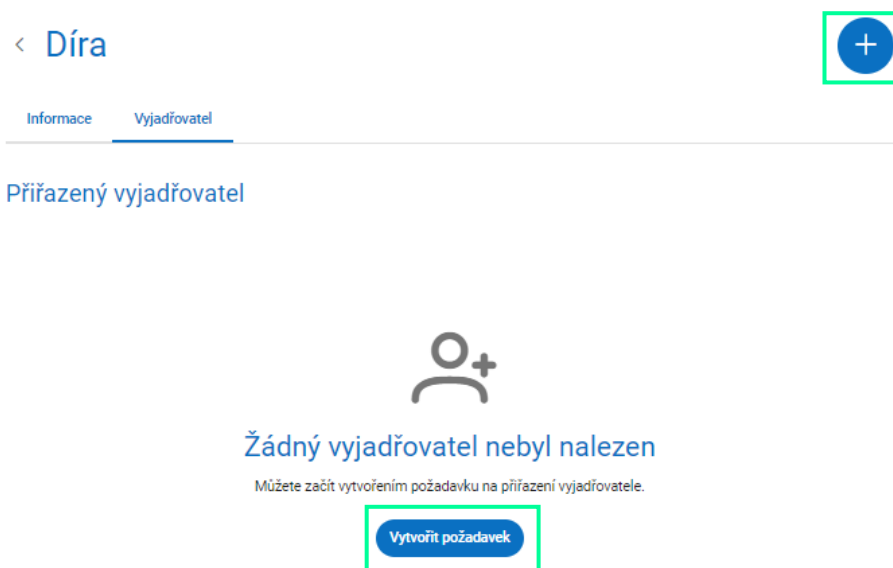 Díra
Informace Vyjadřovatel
Přiřazený vyjadřovatel
Žádný vyjadřovatel nebyl nalezen
Můžete začít vytvořením požadavku na přiřazení vyjadřovatele.
Vytvořit požadavek